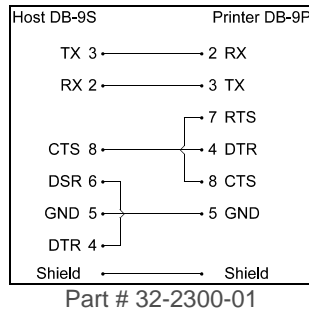 Host DB-9S Printer DB-9P
TX 3 2 RX
RX 2 3 TX
7 RTS
CTS 8 4 DTR
DSR 6 8 CTS
GND 5 5 GND
DTR 4
Shield Shield
Part # 32-2300-01